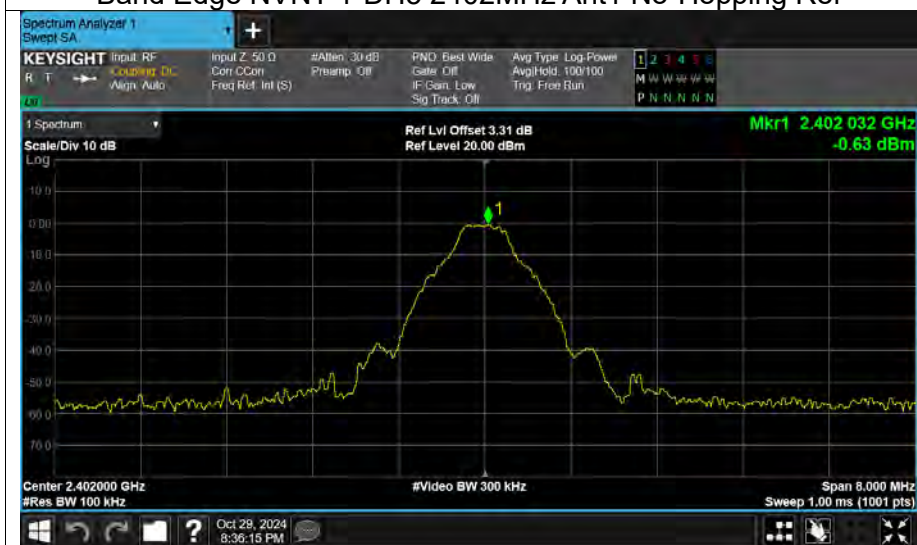 Band Edge NVNT 1-DH5 2402MHz Ant1 No-Hopping Ref
Spectrum Analyzer 1
Swept SA
+
KEYSIGHT Input: RF
R T
Coupling: DC
Align: Auto
Input Z: 50 Ω
Corr CCorr
Freq Ref: Int (S)
#Atten: 30 dB
Preamp: Off
PNO: Best Wide
Gate: Off
IF Gain: Low
Sig Track: Off
Avg Type: Log-Power
Avg|Hold: 100/100
Trig: Free Run
1 2 3 4 5 6
M W W W W W
P N N N N N
1 Spectrum
Scale/Div 10 dB
Log
Ref Lvl Offset 3.31 dB
Ref Level 20.00 dBm
Mkr1 2.402 032 GHz
-0.63 dBm
10.0
0.00
-10.0
-20.0
-30.0
-40.0
-50.0
-60.0
-70.0
1
Center 2.402000 GHz
#Res BW 100 kHz
#Video BW 300 kHz
Span 8.000 MHz
Sweep 1.00 ms (1001 pts)
?
Oct 29, 2024
8:36:15 PM